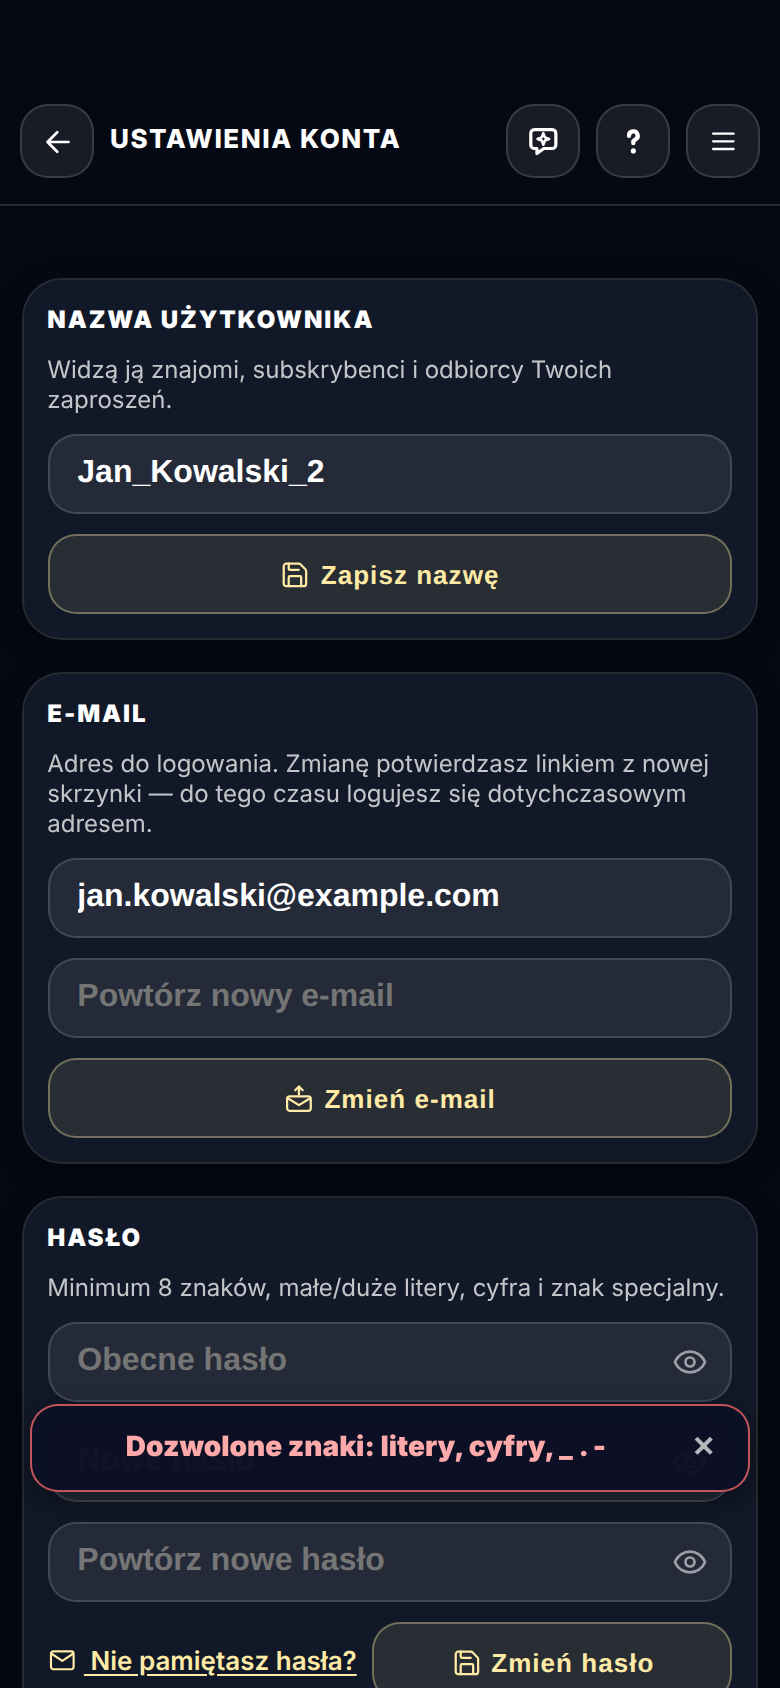 USTAWIENIA KONTA
NAZWA UŻYTKOWNIKA
Widzą ją znajomi, subskrybenci i odbiorcy Twoich
zaproszeń.
Jan_Kowalski_2
Zapisz nazwę
E-MAIL
Adres do logowania. Zmianę potwierdzasz linkiem z nowej
skrzynki — do tego czasu logujesz się dotychczasowym
adresem.
jan.kowalski@example.com
Powtórz nowy e-mail
Zmień e-mail
HASŁO
Minimum 8 znaków, małe/duże litery, cyfra i znak specjalny.
Obecne hasło
Dozwolone znaki: litery, cyfry, _ . -
Nowe hasło
Powtórz nowe hasło
Nie pamiętasz hasła?
Zmień hasło